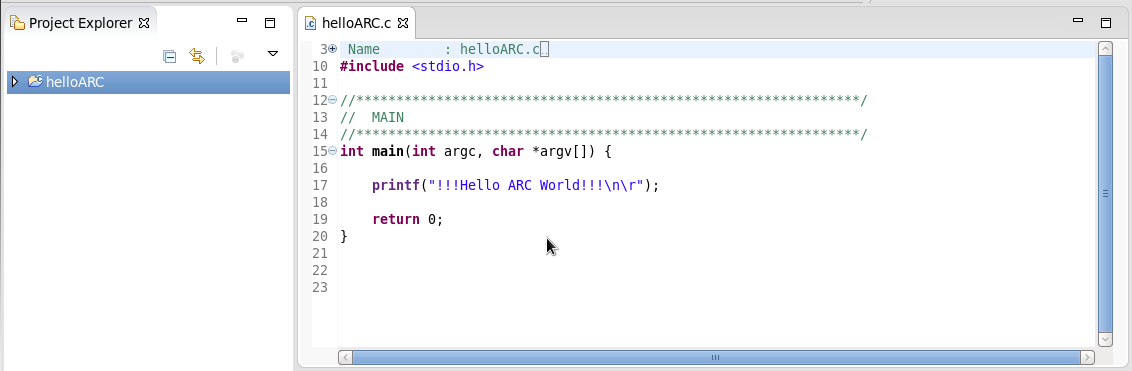 Project Explorer
helloARC
helloARC.c
3 Name        : helloARC.c
10 #include <stdio.h>
11
12 //***************************************************************/
13 //  MAIN
14 //***************************************************************/
15 int main(int argc, char *argv[]) {
16
17     printf("!!!Hello ARC World!!!\n\r");
18
19     return 0;
20 }
21
22
23